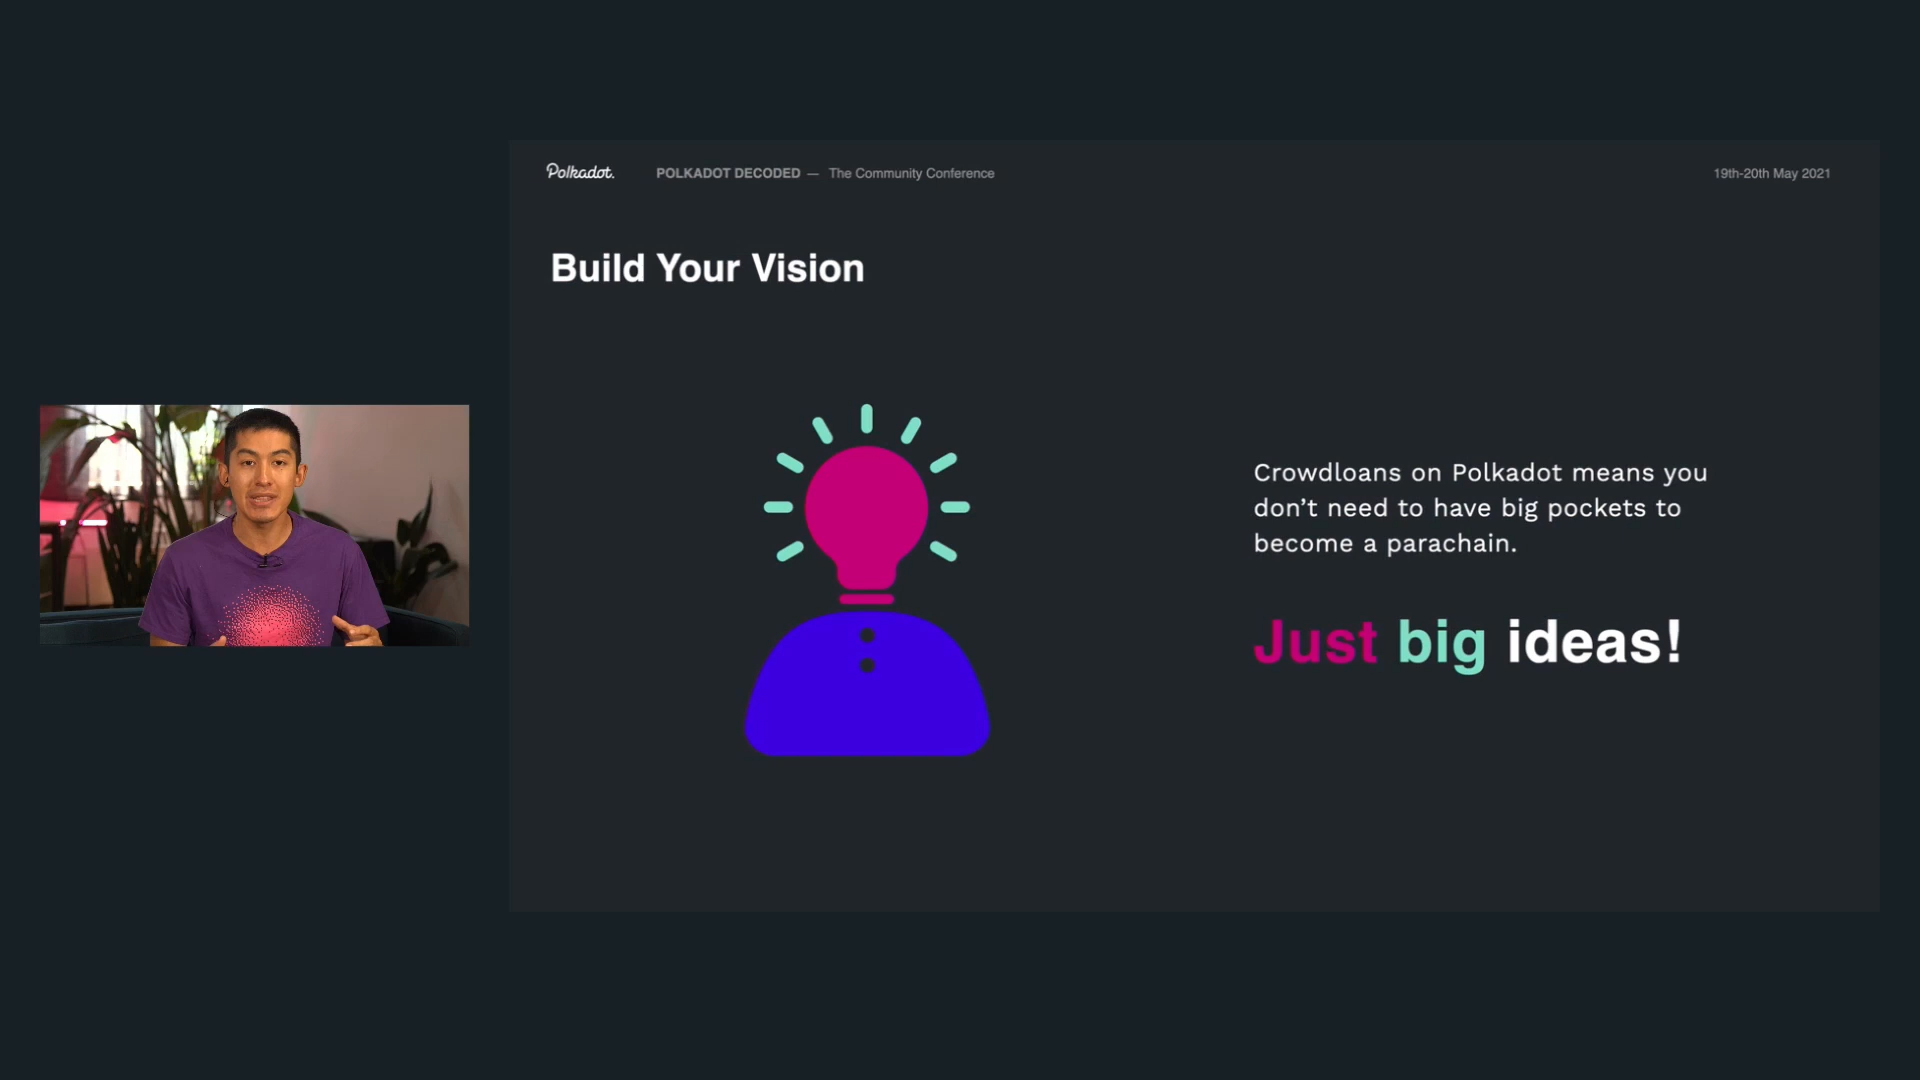 Polkadot.
POLKADOT DECODED — The Community Conference
19th-20th May 2021
Build Your Vision
Crowdloans on Polkadot means you
don’t need to have big pockets to
become a parachain.
Just big ideas!